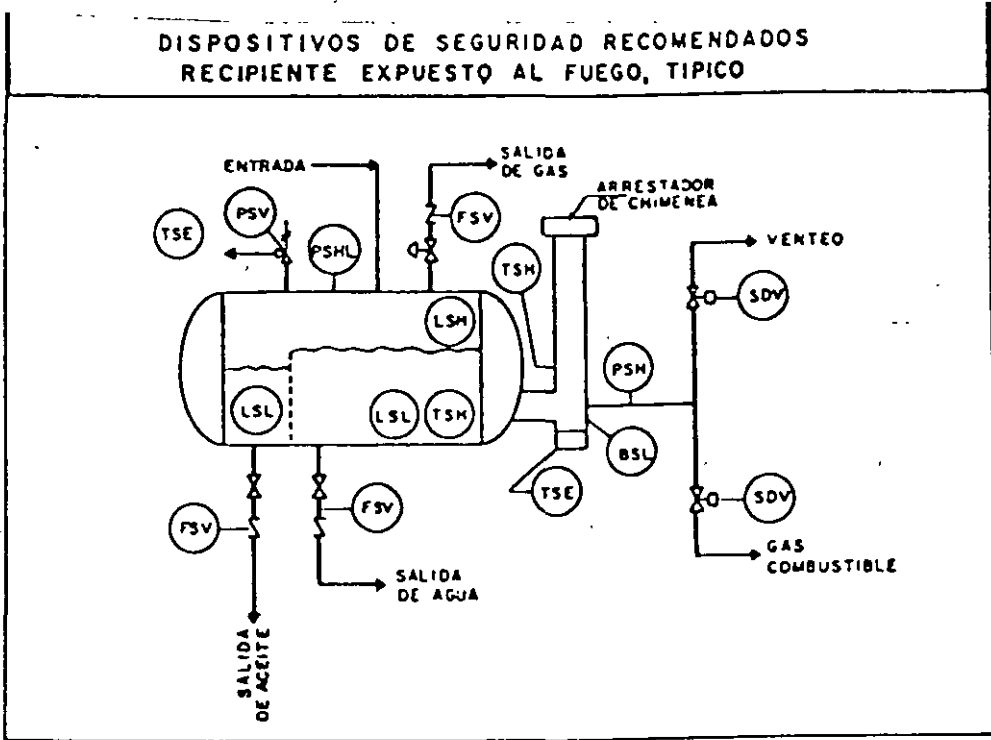 DISPOSITIVOS DE SEGURIDAD RECOMENDADOS
RECIPIENTE EXPUESTO AL FUEGO, TIPICO
ENTRADA
SALIDA
DE GAS
ARRESTADOR
DE CHIMENEA
PSV
FSV
TSE
PSHL
TSH
VENTEO
SDV
LSH
PSH
LSL
LSL
TSH
BSL
TSE
SDV
FSV
FSV
GAS
COMBUSTIBLE
SALIDA
DE AGUA
SALIDA
DE ACEITE